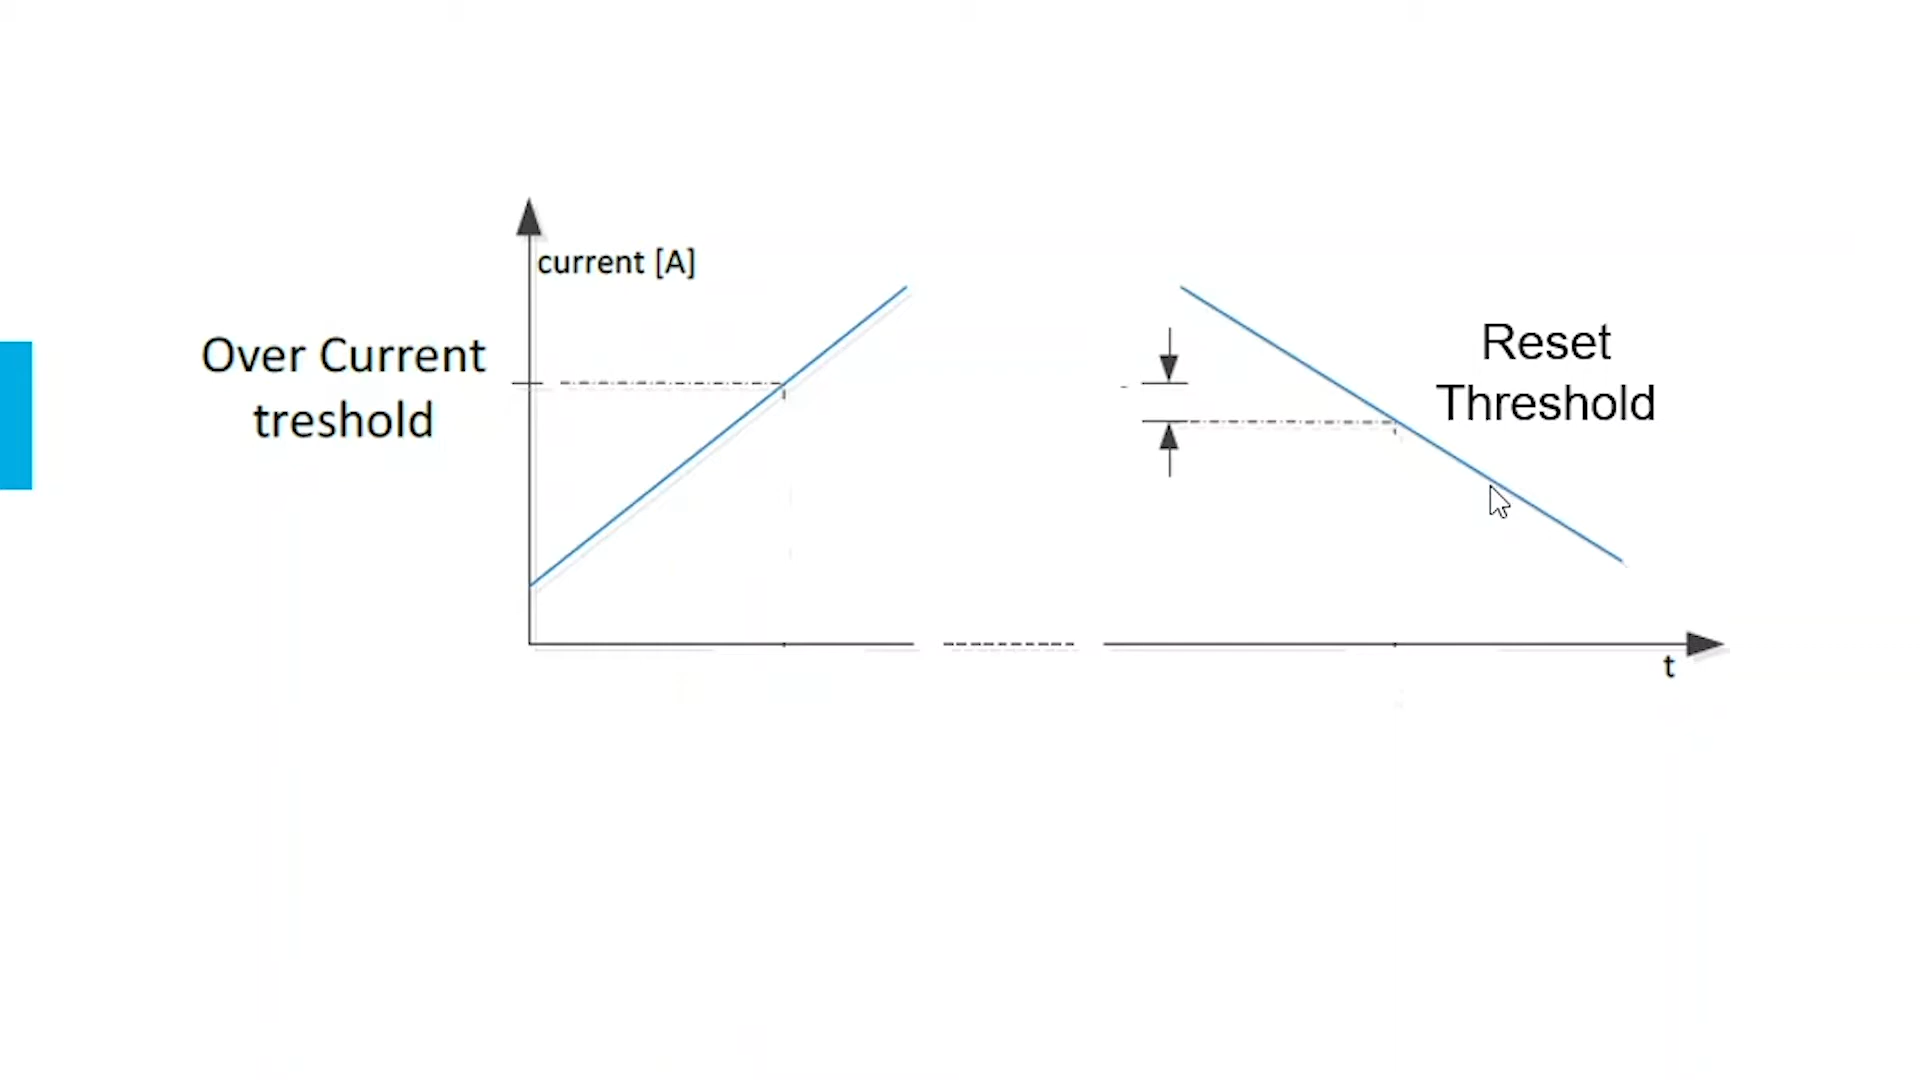 current [A]
Over Current
treshold
Reset
Threshold
t